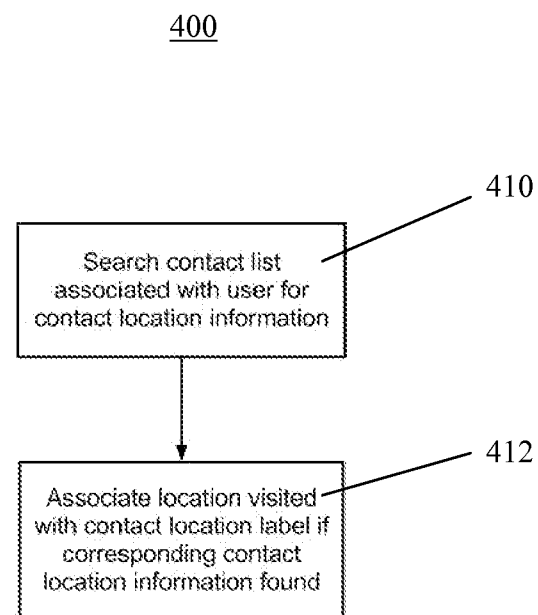 400
410
Search contact list
associated with user for
contact location information
412
Associate location visited
with contact location label if
corresponding contact
location information found